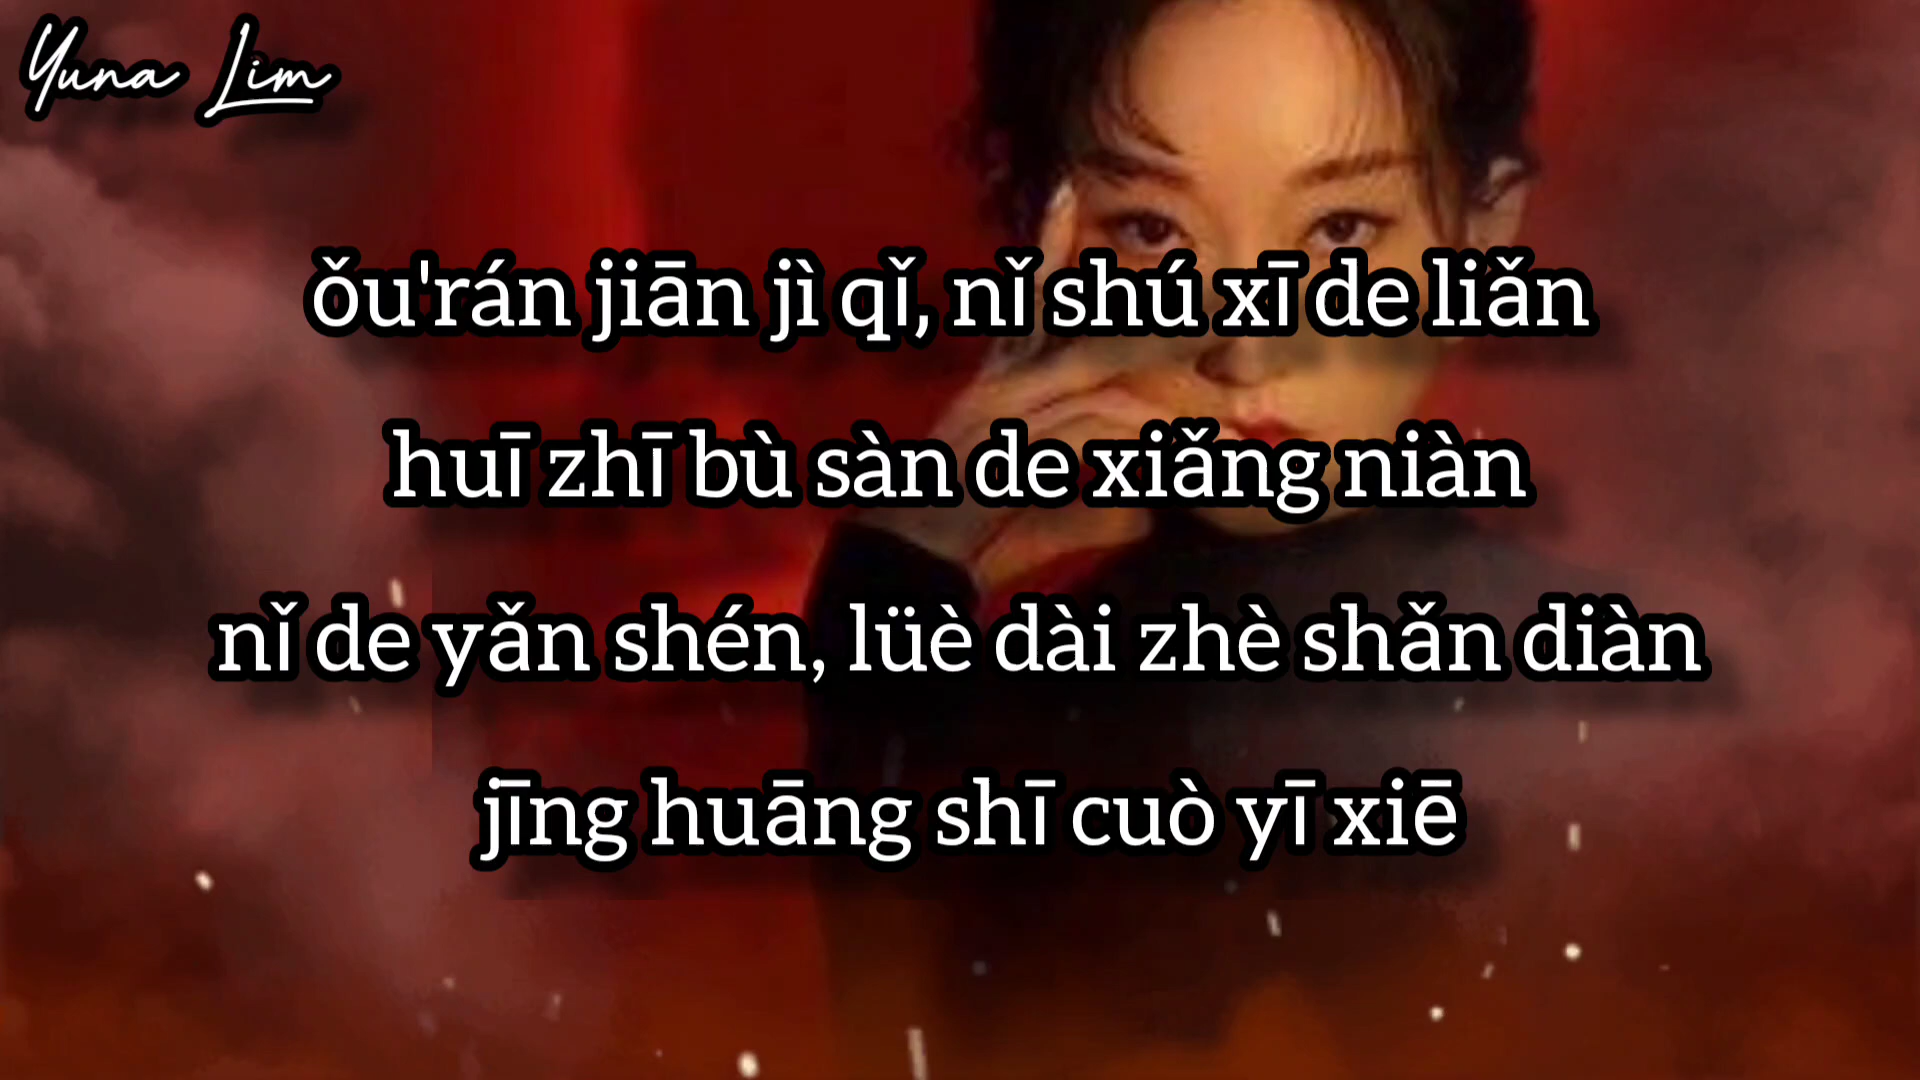 Yuna Lim
ǒu'rán jiān jì qǐ, nǐ shú xī de liǎn
huī zhī bù sàn de xiǎng niàn
nǐ de yǎn shén, lüè dài zhè shǎn diàn
jīng huāng shī cuò yī xiē